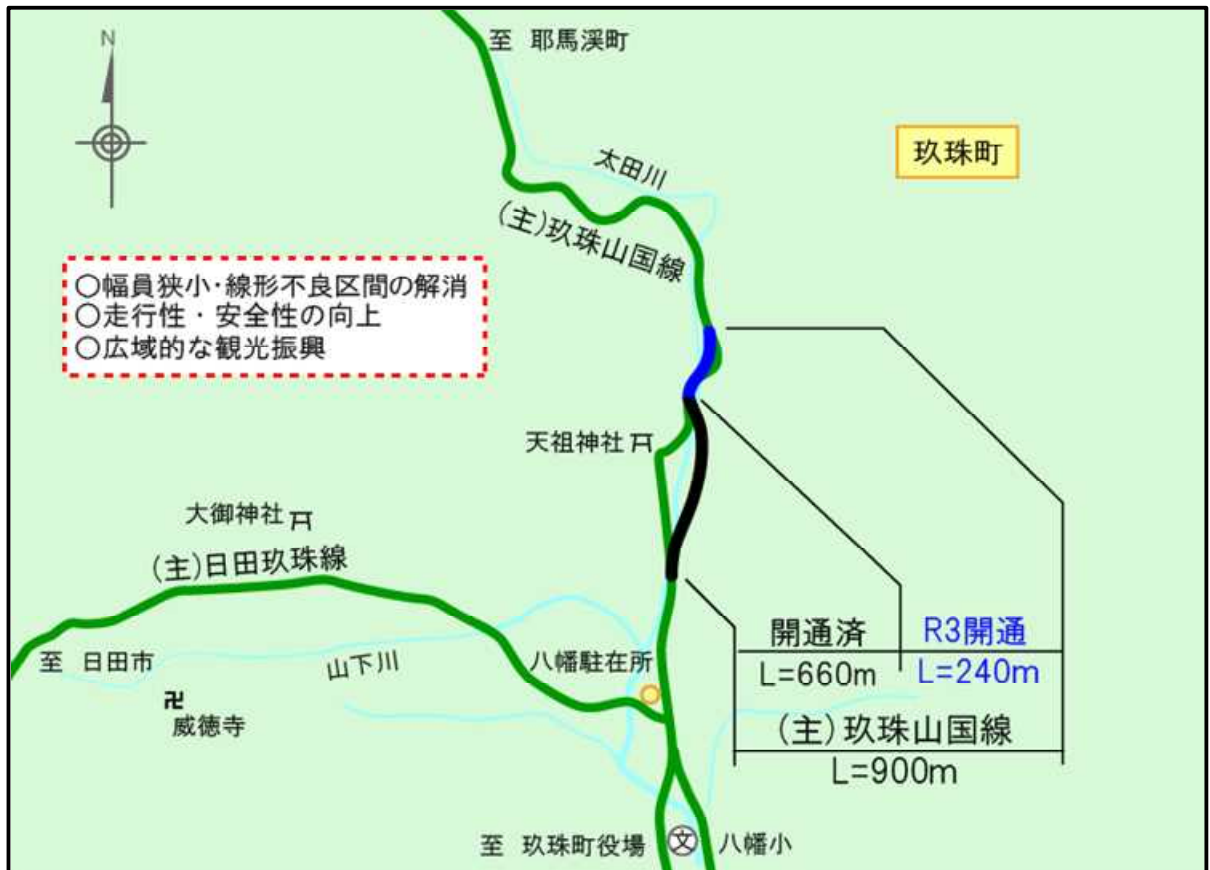 N
至 耶馬溪町
太田川
玖珠町
(主)玖珠山国線
○幅員狭小・線形不良区間の解消
○走行性・安全性の向上
○広域的な観光振興
天祖神社
大御神社
(主)日田玖珠線
開通済
R3開通
至 日田市
山下川
八幡駐在所
L=660m
L=240m
威徳寺
(主)玖珠山国線
L=900m
至 玖珠町役場
文
八幡小